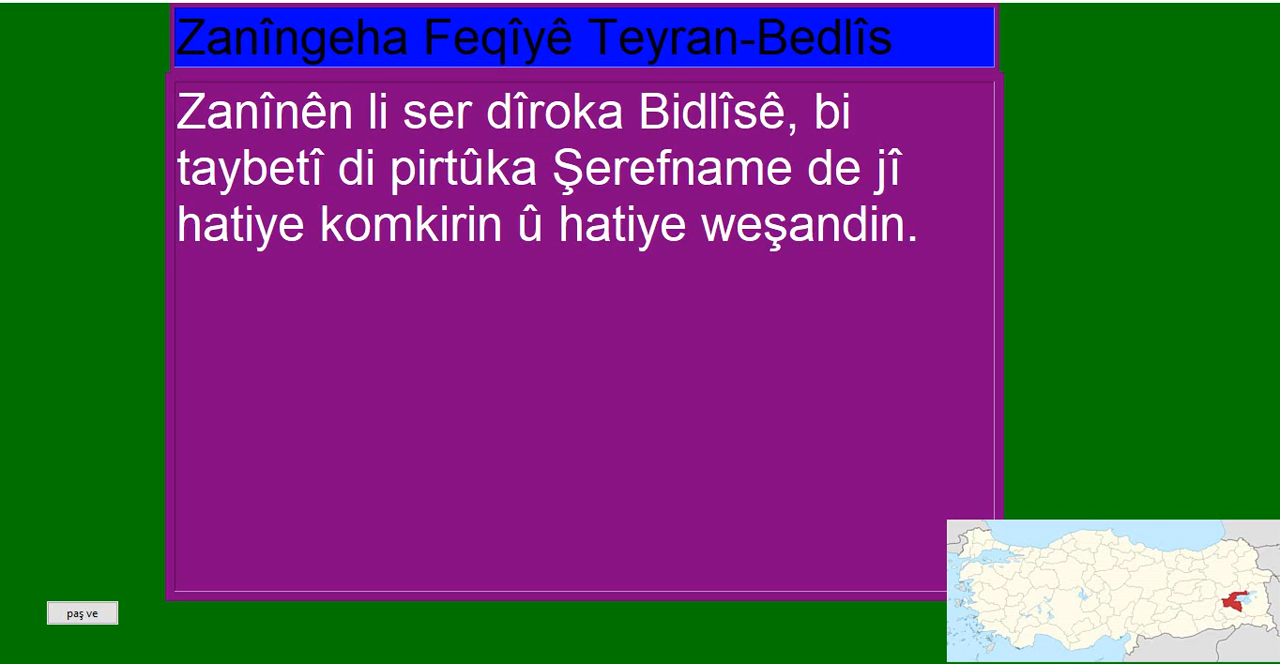 Zanîngeha Feqîyê Teyran-Bedlîs
Zanînên li ser dîroka Bidlîsê, bi
taybetî di pirtûka Şerefname de jî
hatiye komkirin û hatiye weşandin.
paş ve